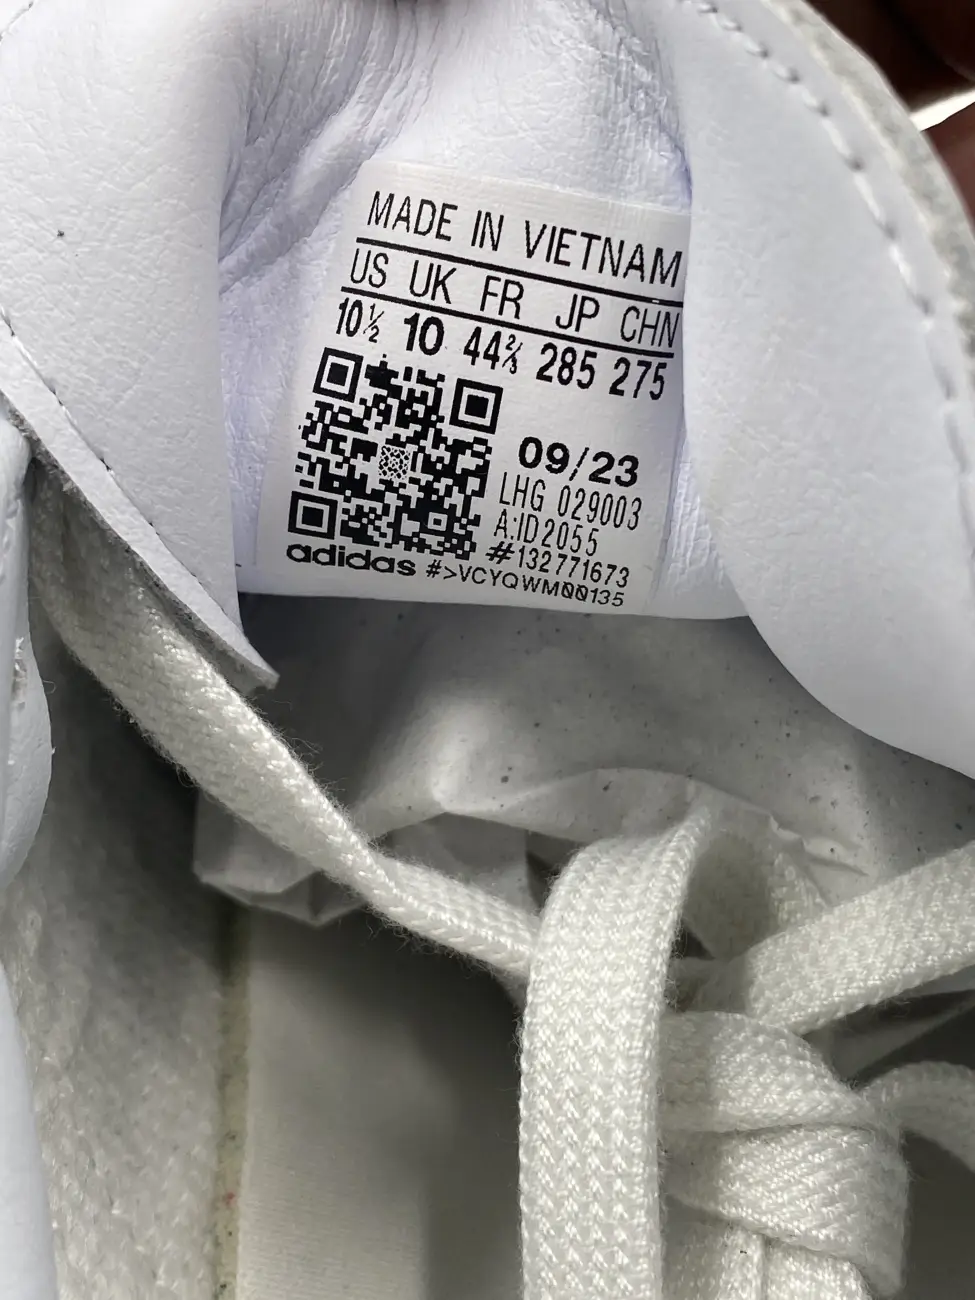 MADE IN VIETNAM
US UK FR JP CHN
10½ 10 44⅔ 285 275
09/23
LHG 029003
A:ID2055
#132771673
adidas #>VCYQWM00135